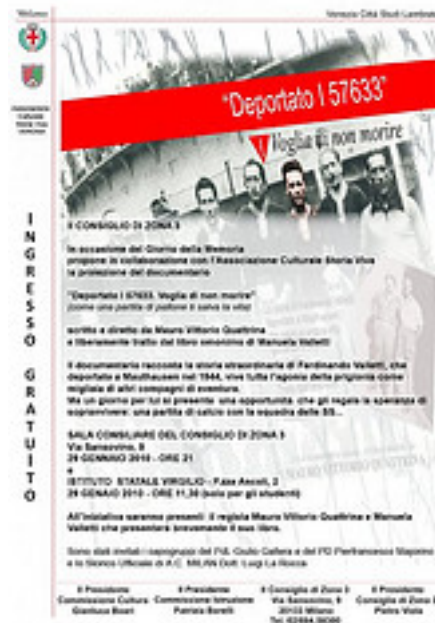 Milano
Venezia Città Studi Lambrate
"Deportato I 57633"
Voglia di non morire
INGRESSO GRATUITO
Il CONSIGLIO DI ZONA 3
In occasione del Giorno della Memoria
propone in collaborazione con l'Associazione Culturale Storia Viva
la proiezione del documentario
"Deportato I 57633. Voglia di non morire"
(come una partita di pallone ti salva la vita)
scritto e diretto da Mauro Vittorio Quattrina
e liberamente tratto dal libro omonimo di Manuela Valletti
Il documentario racconta la storia straordinaria di Ferdinando Valletti, che
deportato a Mauthausen nel 1944, vive tutta l'agonia della prigionia come
migliaia di altri compagni di sventura.
Ma un giorno per lui si presenta una opportunità che gli regala la speranza di
sopravvivere: una partita di calcio con la squadra delle SS...
SALA CONSILIARE DEL CONSIGLIO DI ZONA 3
Via Sansovino, 9
28 GENNAIO 2010 - ORE 21
e
ISTITUTO STATALE VIRGILIO - P.zza Ascoli, 2
29 GENAIO 2010 - ORE 11,30 (solo per gli studenti)
All'iniziativa saranno presenti il regista Mauro Vittorio Quattrina e Manuela
Valletti che presenterà brevemente il suo libro.
Sono stati invitati i capogruppo del PdL Giulio Gallera e del PD Pierfrancesco Majorino
e lo Storico Ufficiale di A.C. MILAN Dott. Luigi La Rocca
Il Presidente
Commissione Cultura
Gianluca Boari
Il Presidente
Commissione Istruzione
Patrizia Borelli
Il Consiglio di Zona 3
Via Sansovino, 9
20133 Milano
Il Presidente
Consiglio di Zona 3
Pietro Viola